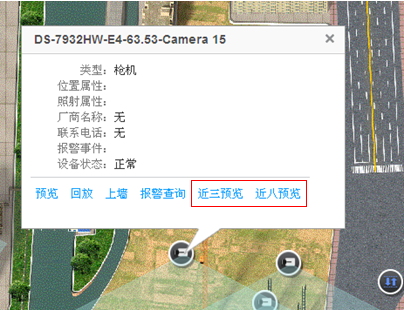 DS-7932HW-E4-63.53-Camera 15
类型：枪机
位置属性：
照射属性：
厂商名称：无
联系电话：无
报警事件：
设备状态：正常
预览 回放 上墙 报警查询 近三预览 近八预览